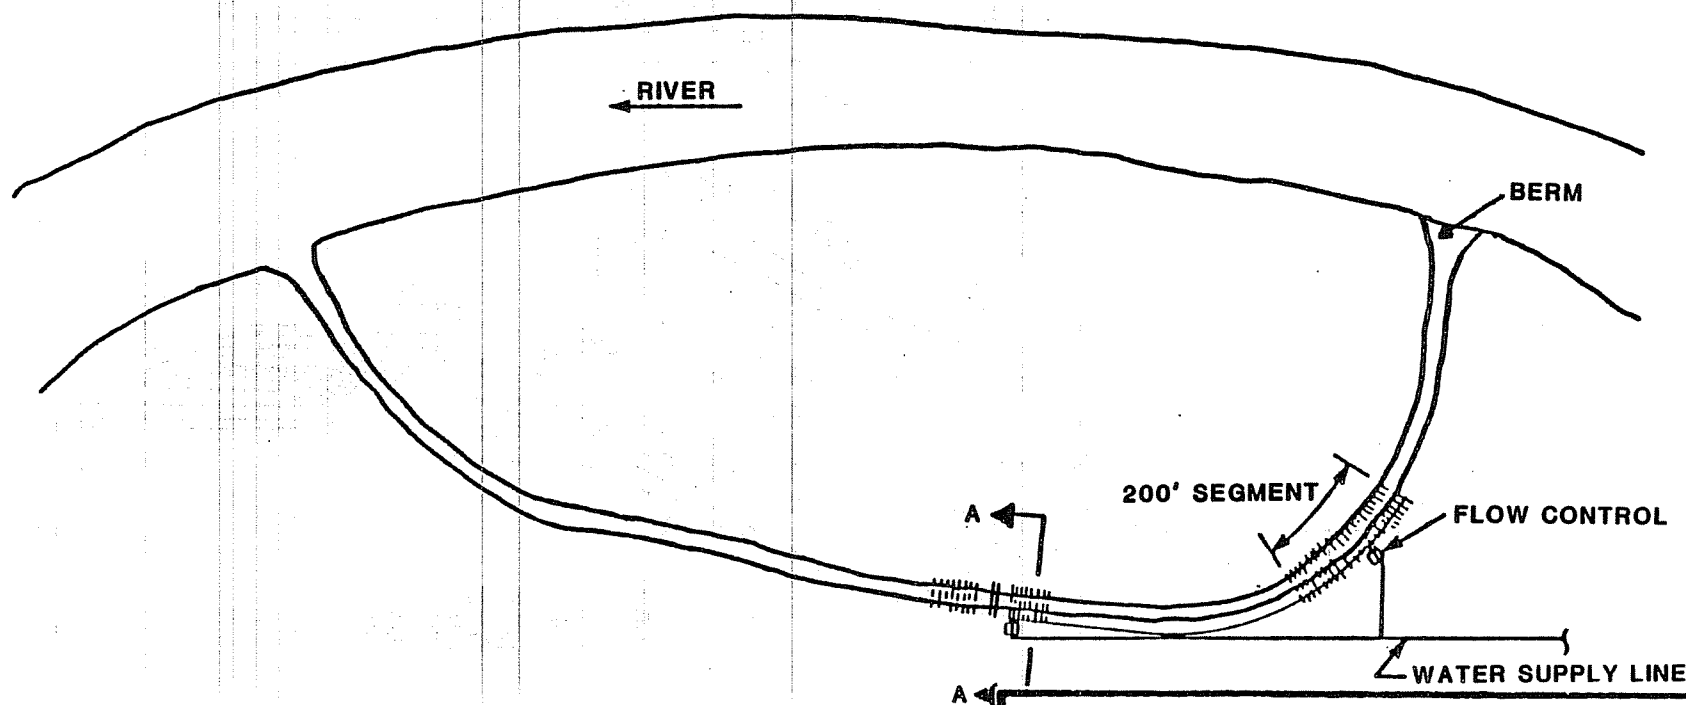 RIVER
BERM
200' SEGMENT
A
FLOW CONTROL
WATER SUPPLY LINE
A